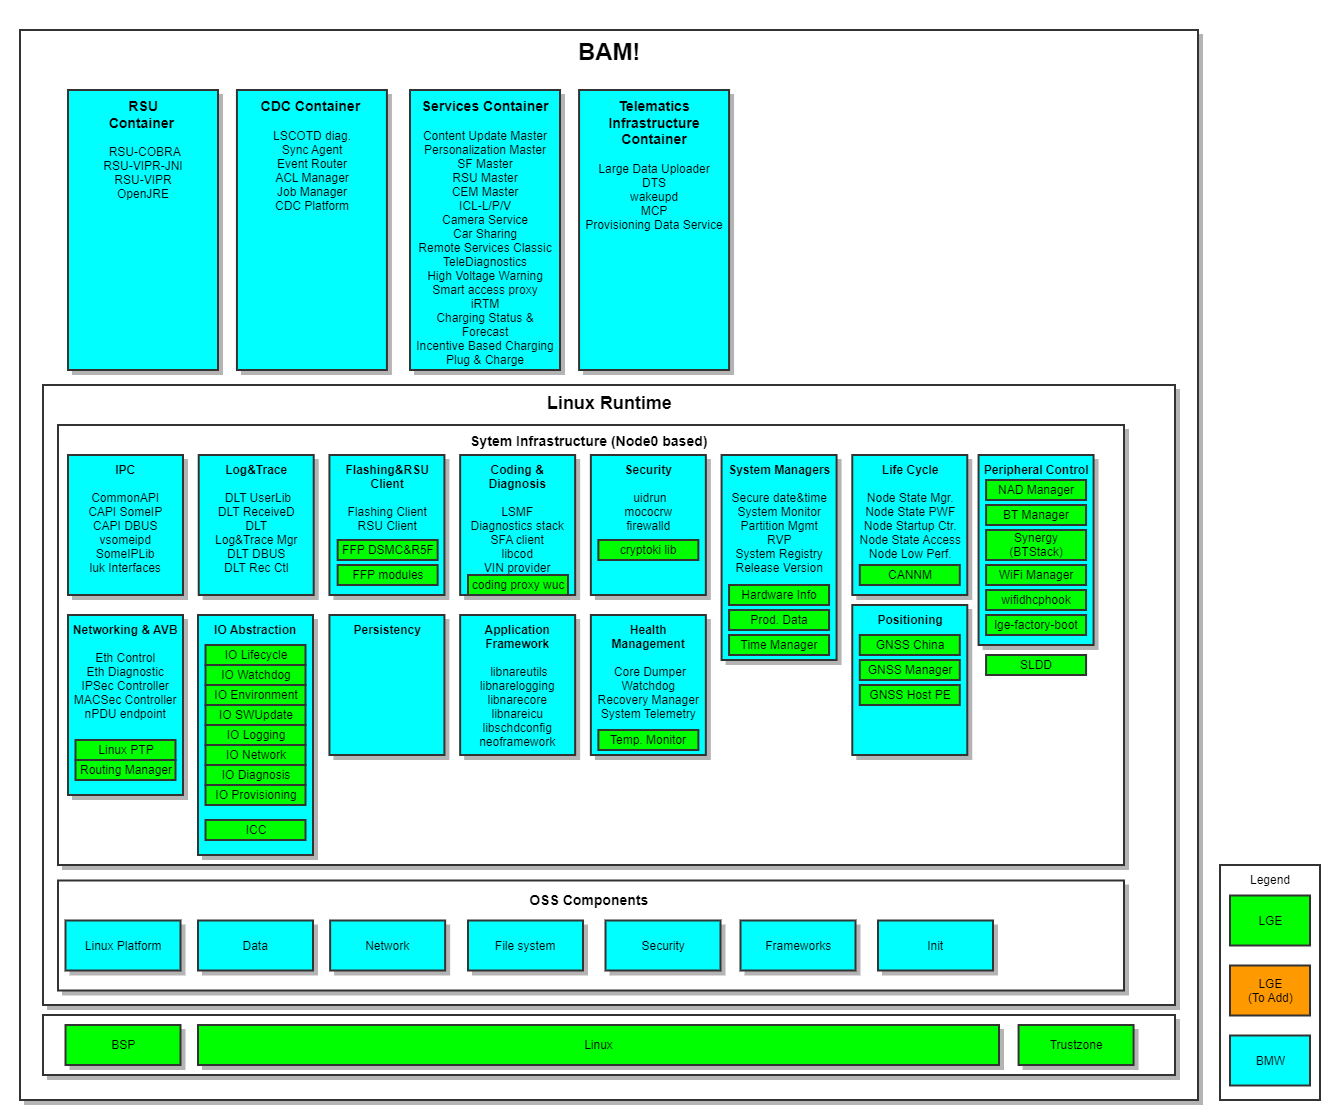 BAM!
RSU
Container
RSU-COBRA
RSU-VIPR-JNI
RSU-VIPR
OpenJRE
CDC Container
LSCOTD diag.
Sync Agent
Event Router
ACL Manager
Job Manager
CDC Platform
Services Container
Content Update Master
Personalization Master
SF Master
RSU Master
CEM Master
ICL-L/P/V
Camera Service
Car Sharing
Remote Services Classic
TeleDiagnostics
High Voltage Warning
Smart access proxy
iRTM
Charging Status &
Forecast
Incentive Based Charging
Plug & Charge
Telematics
Infrastructure
Container
Large Data Uploader
DTS
wakeupd
MCP
Provisioning Data Service
Linux Runtime
Sytem Infrastructure (Node0 based)
IPC
CommonAPI
CAPI SomeIP
CAPI DBUS
vsomeipd
SomeIPLib
Iuk Interfaces
Log&Trace
DLT UserLib
DLT ReceiveD
DLT
Log&Trace Mgr
DLT DBUS
DLT Rec Ctl
Flashing&RSU
Client
Flashing Client
RSU Client
FFP DSMC&R5F
FFP modules
Coding &
Diagnosis
LSMF
Diagnostics stack
SFA client
libcod
VIN provider
coding proxy wuc
Security
uidrun
mococrw
firewalld
cryptoki lib
System Managers
Secure date&time
System Monitor
Partition Mgmt
RVP
System Registry
Release Version
Hardware Info
Prod. Data
Time Manager
Life Cycle
Node State Mgr.
Node State PWF
Node Startup Ctr.
Node State Access
Node Low Perf.
CANNM
Peripheral Control
NAD Manager
BT Manager
Synergy
(BTStack)
WiFi Manager
wifidhcphook
lge-factory-boot
SLDD
Networking & AVB
Eth Control
Eth Diagnostic
IPSec Controller
MACSec Controller
nPDU endpoint
Linux PTP
Routing Manager
IO Abstraction
IO Lifecycle
IO Watchdog
IO Environment
IO SWUpdate
IO Logging
IO Network
IO Diagnosis
IO Provisioning
ICC
Persistency
Application
Framework
libnareutils
libnarelogging
libnarecore
libnareicu
libschdconfig
neoframework
Health
Management
Core Dumper
Watchdog
Recovery Manager
System Telemetry
Temp. Monitor
Positioning
GNSS China
GNSS Manager
GNSS Host PE
OSS Components
Linux Platform
Data
Network
File system
Security
Frameworks
Init
BSP
Linux
Trustzone
Legend
LGE
LGE
(To Add)
BMW